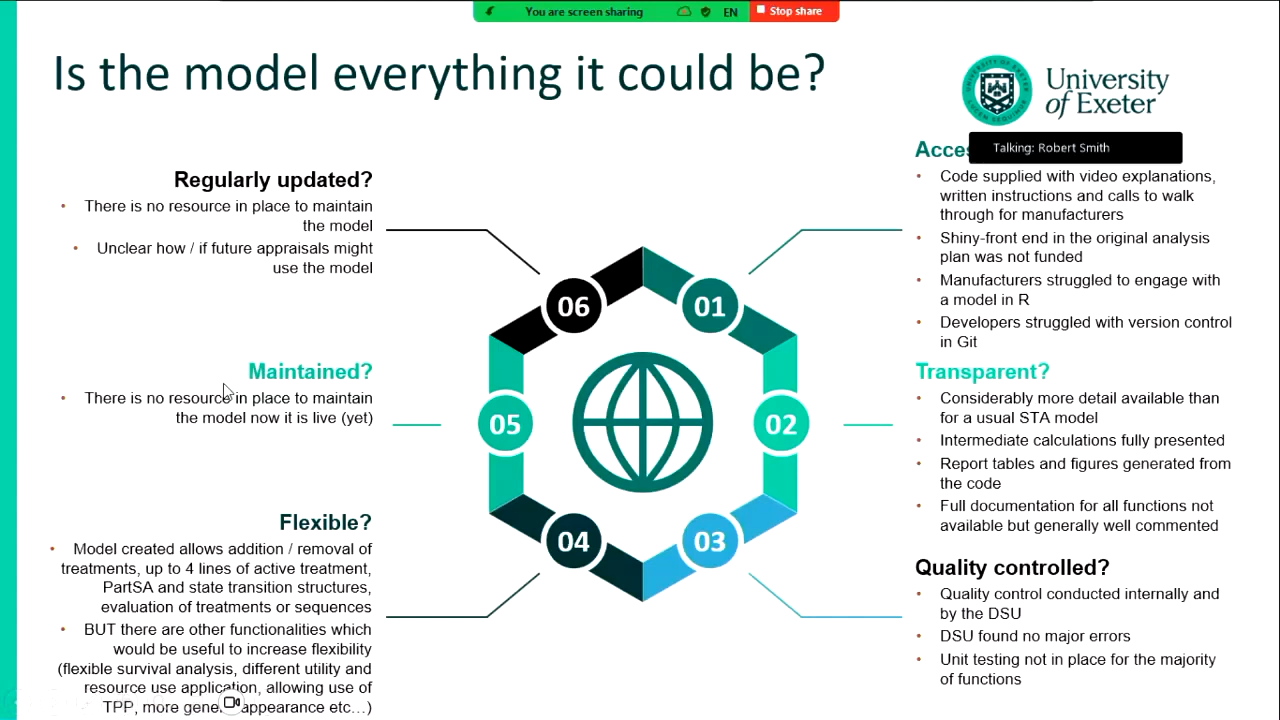 You are screen sharing
EN
Stop share
Is the model everything it could be?
UNIVERSITY OF EXETER
LUCEM SEQUIMUR
University
of Exeter
Talking: Robert Smith
Regularly updated?
• There is no resource in place to maintain
the model
• Unclear how / if future appraisals might
use the model
Maintained?
• There is no resource in place to maintain
the model now it is live (yet)
Flexible?
• Model created allows addition / removal of
treatments, up to 4 lines of active treatment,
PartSA and state transition structures,
evaluation of treatments or sequences
• BUT there are other functionalities which
would be useful to increase flexibility
(flexible survival analysis, different utility and
resource use application, allowing use of
TPP, more appearance etc…)
06
01
05
02
04
03
• Code supplied with video explanations,
written instructions and calls to walk
through for manufacturers
• Shiny-front end in the original analysis
plan was not funded
• Manufacturers struggled to engage with
a model in R
• Developers struggled with version control
in Git
Transparent?
• Considerably more detail available than
for a usual STA model
• Intermediate calculations fully presented
• Report tables and figures generated from
the code
• Full documentation for all functions not
available but generally well commented
Quality controlled?
• Quality control conducted internally and
by the DSU
• DSU found no major errors
• Unit testing not in place for the majority
of functions